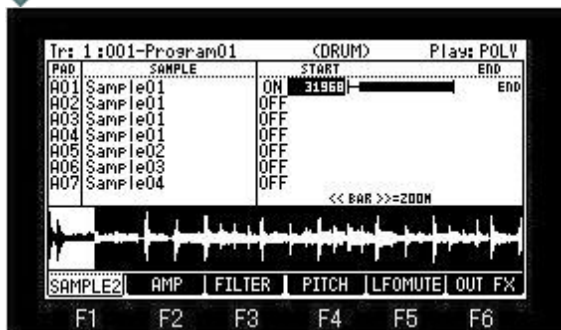 Tr: 1:001-Program01 (DRUM) Play: POLY
PAD SAMPLE START END
A01 Sample01 ON 31960 END
A02 Sample01 OFF
A03 Sample01 OFF
A04 Sample01 OFF
A05 Sample02 OFF
A06 Sample03 OFF
A07 Sample04 OFF
<< BAR >>=ZOOM
SAMPLE2 AMP FILTER PITCH LFOMUTE OUT FX
F1 F2 F3 F4 F5 F6